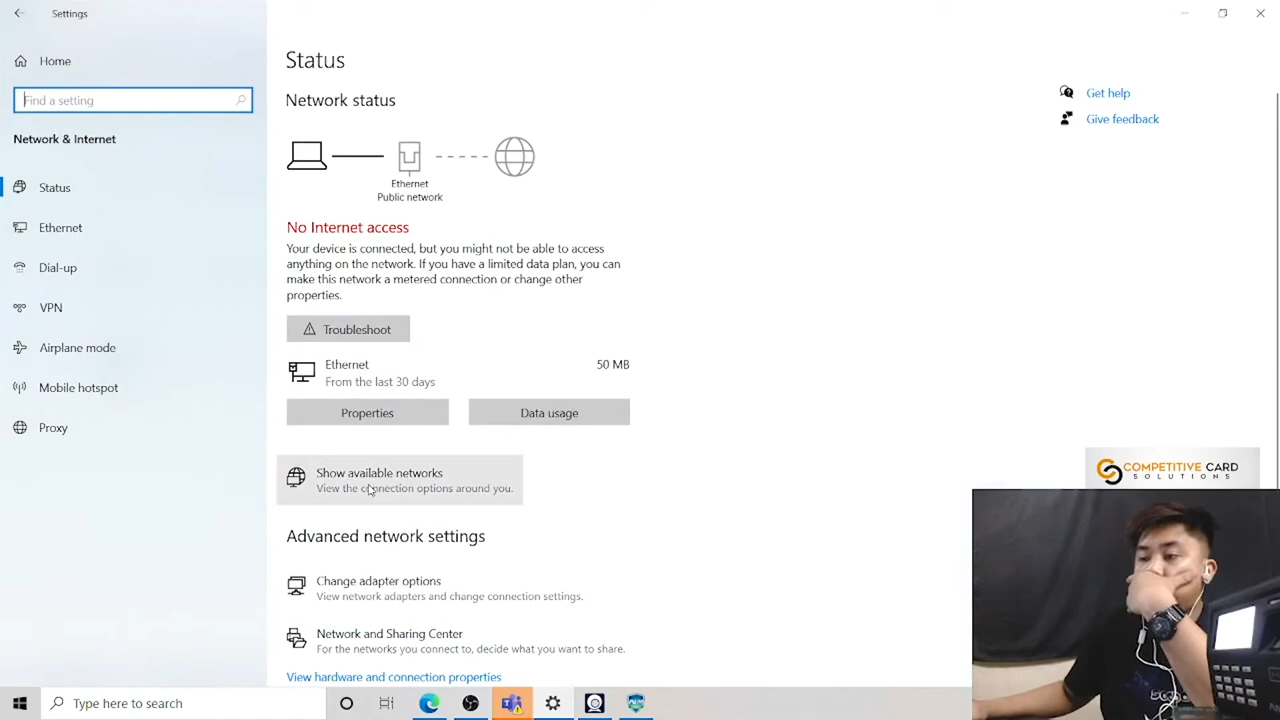 Settings
Home
Find a setting
Network & Internet
Status
Ethernet
Dial-up
VPN
Airplane mode
Mobile hotspot
Proxy
Status
Network status
Ethernet
Public network
No Internet access
Your device is connected, but you might not be able to access
anything on the network. If you have a limited data plan, you can
make this network a metered connection or change other
properties.
Troubleshoot
Ethernet
50 MB
From the last 30 days
Properties
Data usage
Show available networks
View the connection options around you.
Advanced network settings
Change adapter options
View network adapters and change connection settings.
Network and Sharing Center
For the networks you connect to, decide what you want to share.
View hardware and connection properties
Get help
Give feedback
COMPETITIVE CARD
SOLUTIONS
Type here to search